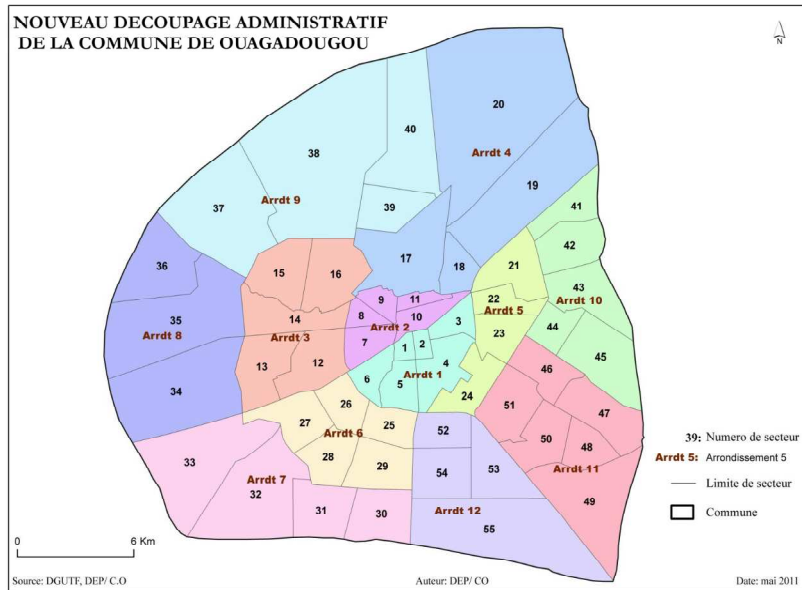 NOUVEAU DECOUPAGE ADMINISTRATIF
DE LA COMMUNE DE OUAGADOUGOU
N
20
40
38
Arrdt 4
19
39
37
Arrdt 9
41
36
17
18
21
42
15
16
43
22
Arrdt 10
9
11
Arrdt 5
35
14
8
10
3
Arrdt 2
23
44
Arrdt 8
Arrdt 3
7
1
2
45
13
12
4
46
6
Arrdt 1
5
34
24
26
51
47
27
25
52
Arrdt 6
50
48
33
28
29
54
53
Arrdt 11
Arrdt 7
32
49
31
30
Arrdt 12
55
39: Numero de secteur
Arrdt 5: Arrondissement 5
Limite de secteur
Commune
0 6 Km
Source: DGUTF, DEP/ C.O Auteur: DEP/ CO Date: mai 2011